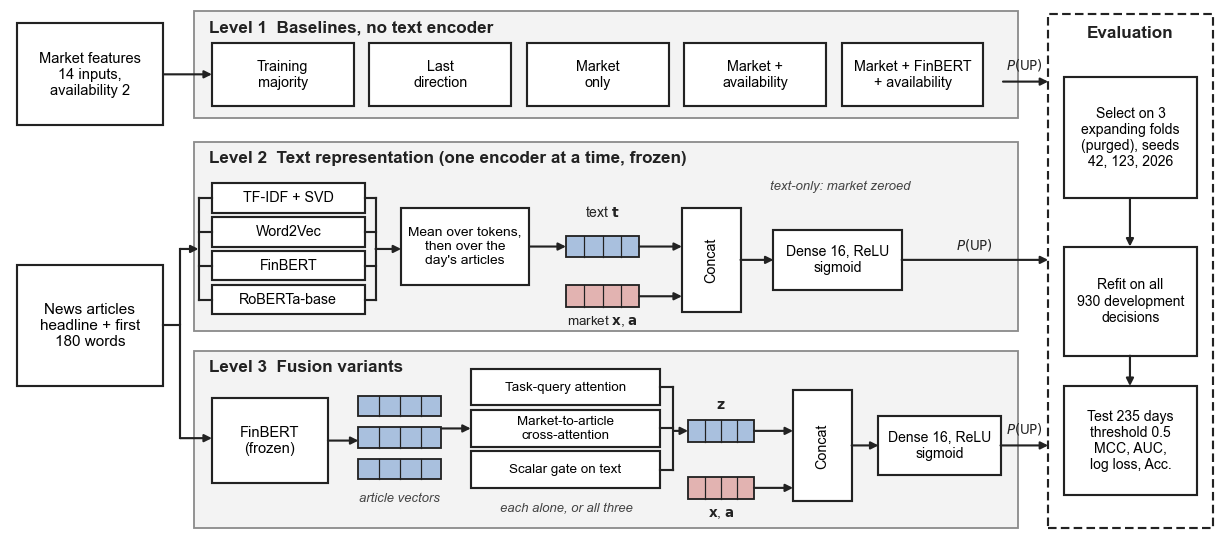 Market features
14 inputs,
availability 2
Level 1 Baselines, no text encoder
Training
majority
Last
direction
Market
only
Market +
availability
Market + FinBERT
+ availability
P(UP)
News articles
headline + first
180 words
Level 2 Text representation (one encoder at a time, frozen)
TF-IDF + SVD
Word2Vec
FinBERT
RoBERTa-base
Mean over tokens,
then over the
day's articles
text t
market x, a
Concat
text-only: market zeroed
Dense 16, ReLU
sigmoid
P(UP)
Level 3 Fusion variants
FinBERT
(frozen)
article vectors
Task-query attention
Market-to-article
cross-attention
Scalar gate on text
each alone, or all three
z
x, a
Concat
Dense 16, ReLU
sigmoid
P(UP)
Evaluation
Select on 3
expanding folds
(purged), seeds
42, 123, 2026
Refit on all
930 development
decisions
Test 235 days
threshold 0.5
MCC, AUC,
log loss, Acc.